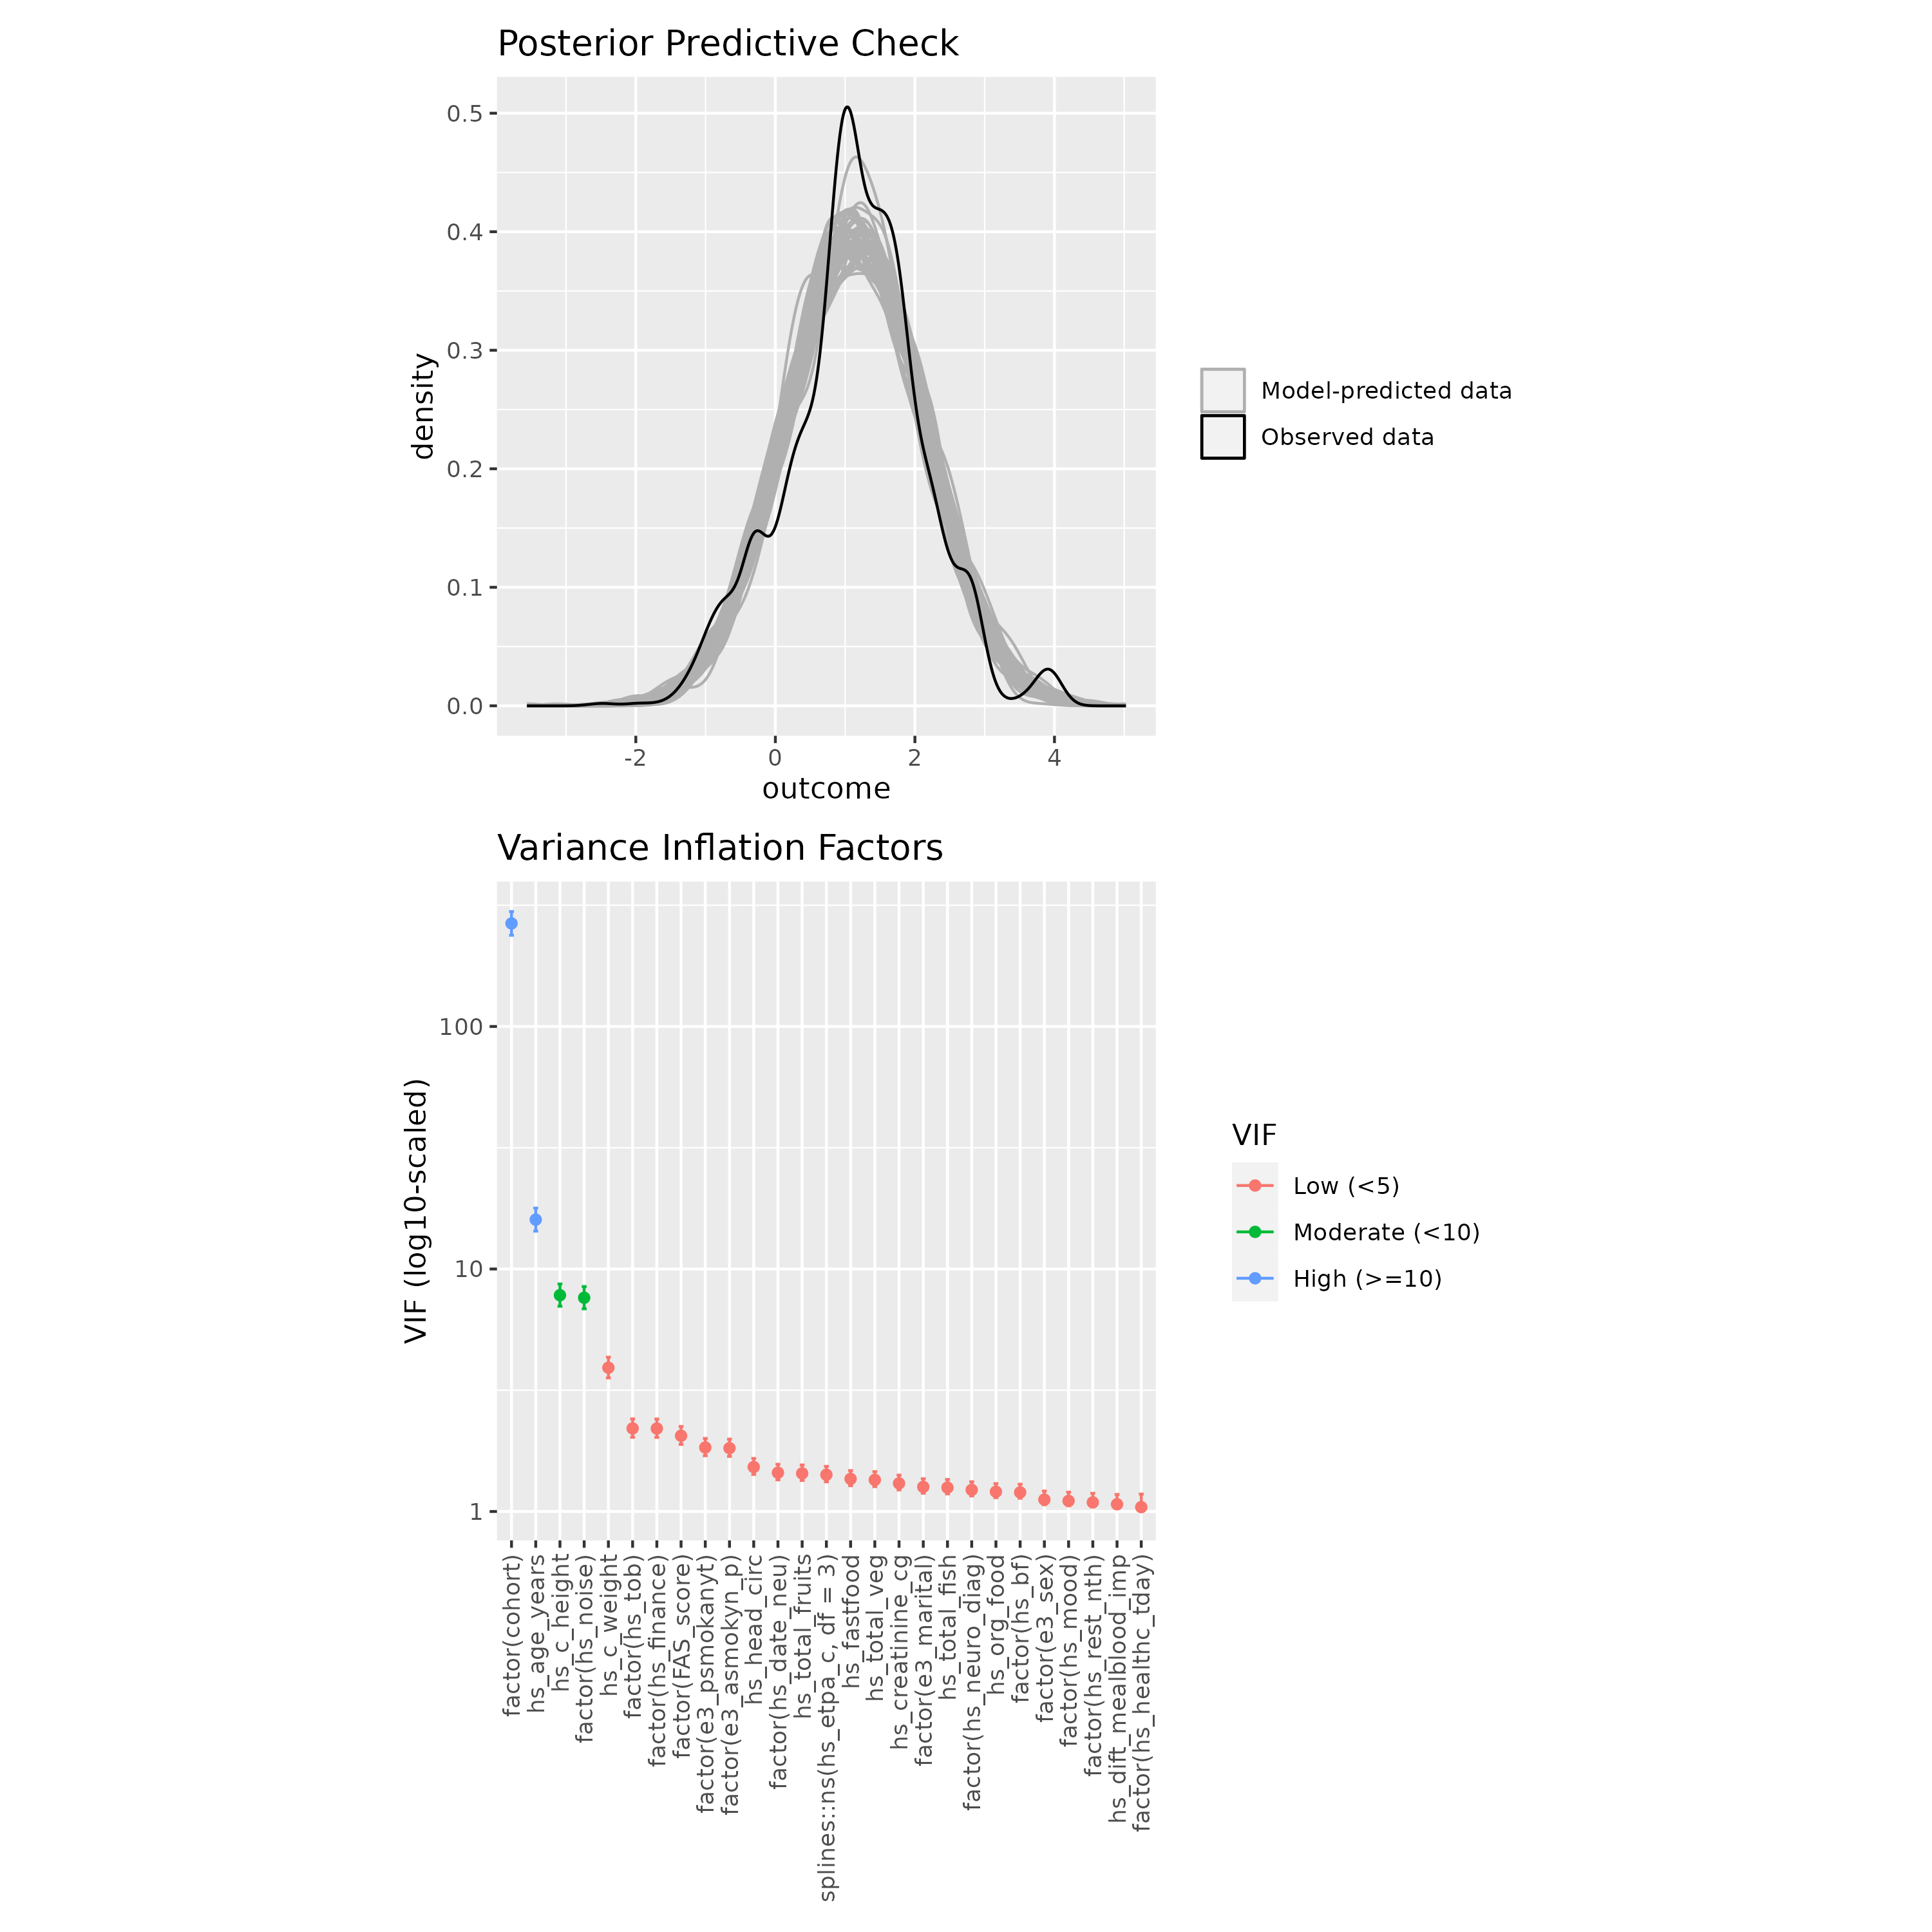 Posterior Predictive Check
0.5
0.4
0.3
0.2
0.1
0.0
density
-2 0 2 4
outcome
Model-predicted data
Observed data
Variance Inflation Factors
100
10
1
VIF (log10-scaled)
factor(cohort)
hs_age_years
hs_c_height
factor(hs_noise)
hs_c_weight
factor(hs_tob)
factor(hs_finance)
factor(FAS_score)
factor(e3_psmokanyt)
factor(e3_asmokyn_p)
hs_head_circ
factor(hs_date_neu)
hs_total_fruits
splines::ns(hs_etpa_c, df = 3)
hs_fastfood
hs_total_veg
hs_creatinine_cg
factor(e3_marital)
hs_total_fish
factor(hs_neuro_diag)
hs_org_food
factor(hs_bf)
factor(e3_sex)
factor(hs_mood)
factor(hs_rest_nth)
hs_dift_mealblood_imp
factor(hs_healthc_tday)
VIF
Low (<5)
Moderate (<10)
High (>=10)